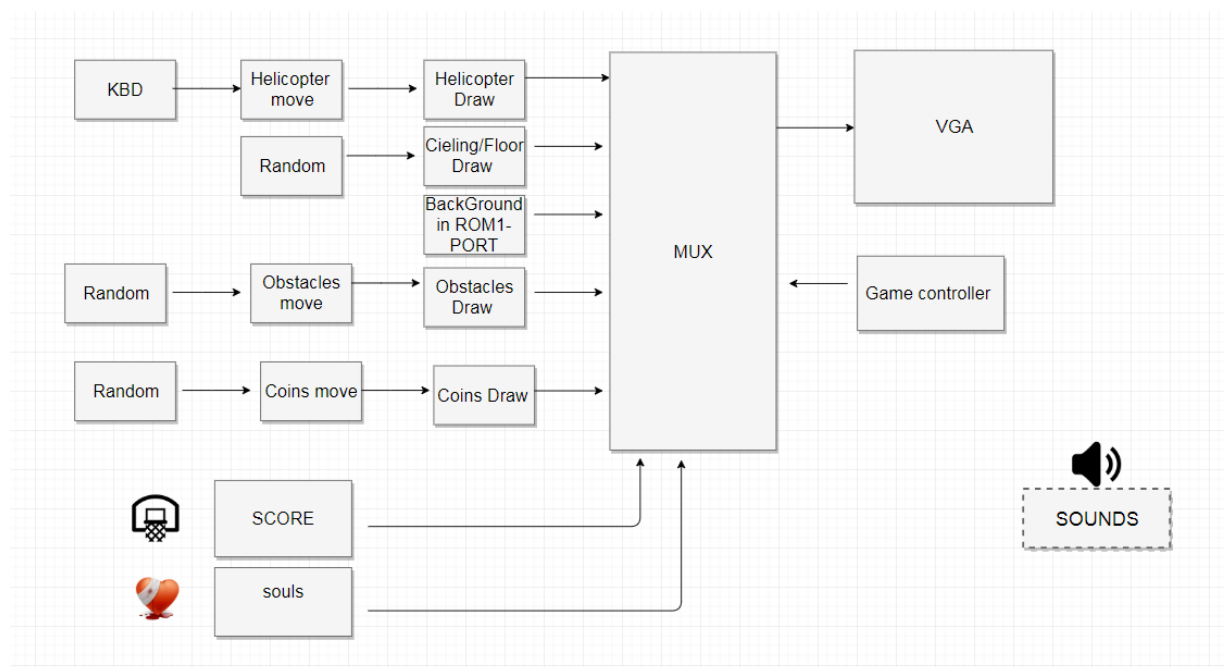 KBD
Helicopter
move
Helicopter
Draw
Random
Cieling/Floor
Draw
BackGround
in ROM1-
PORT
Random
Obstacles
move
Obstacles
Draw
Random
Coins move
Coins Draw
MUX
VGA
Game controller
SCORE
souls
SOUNDS